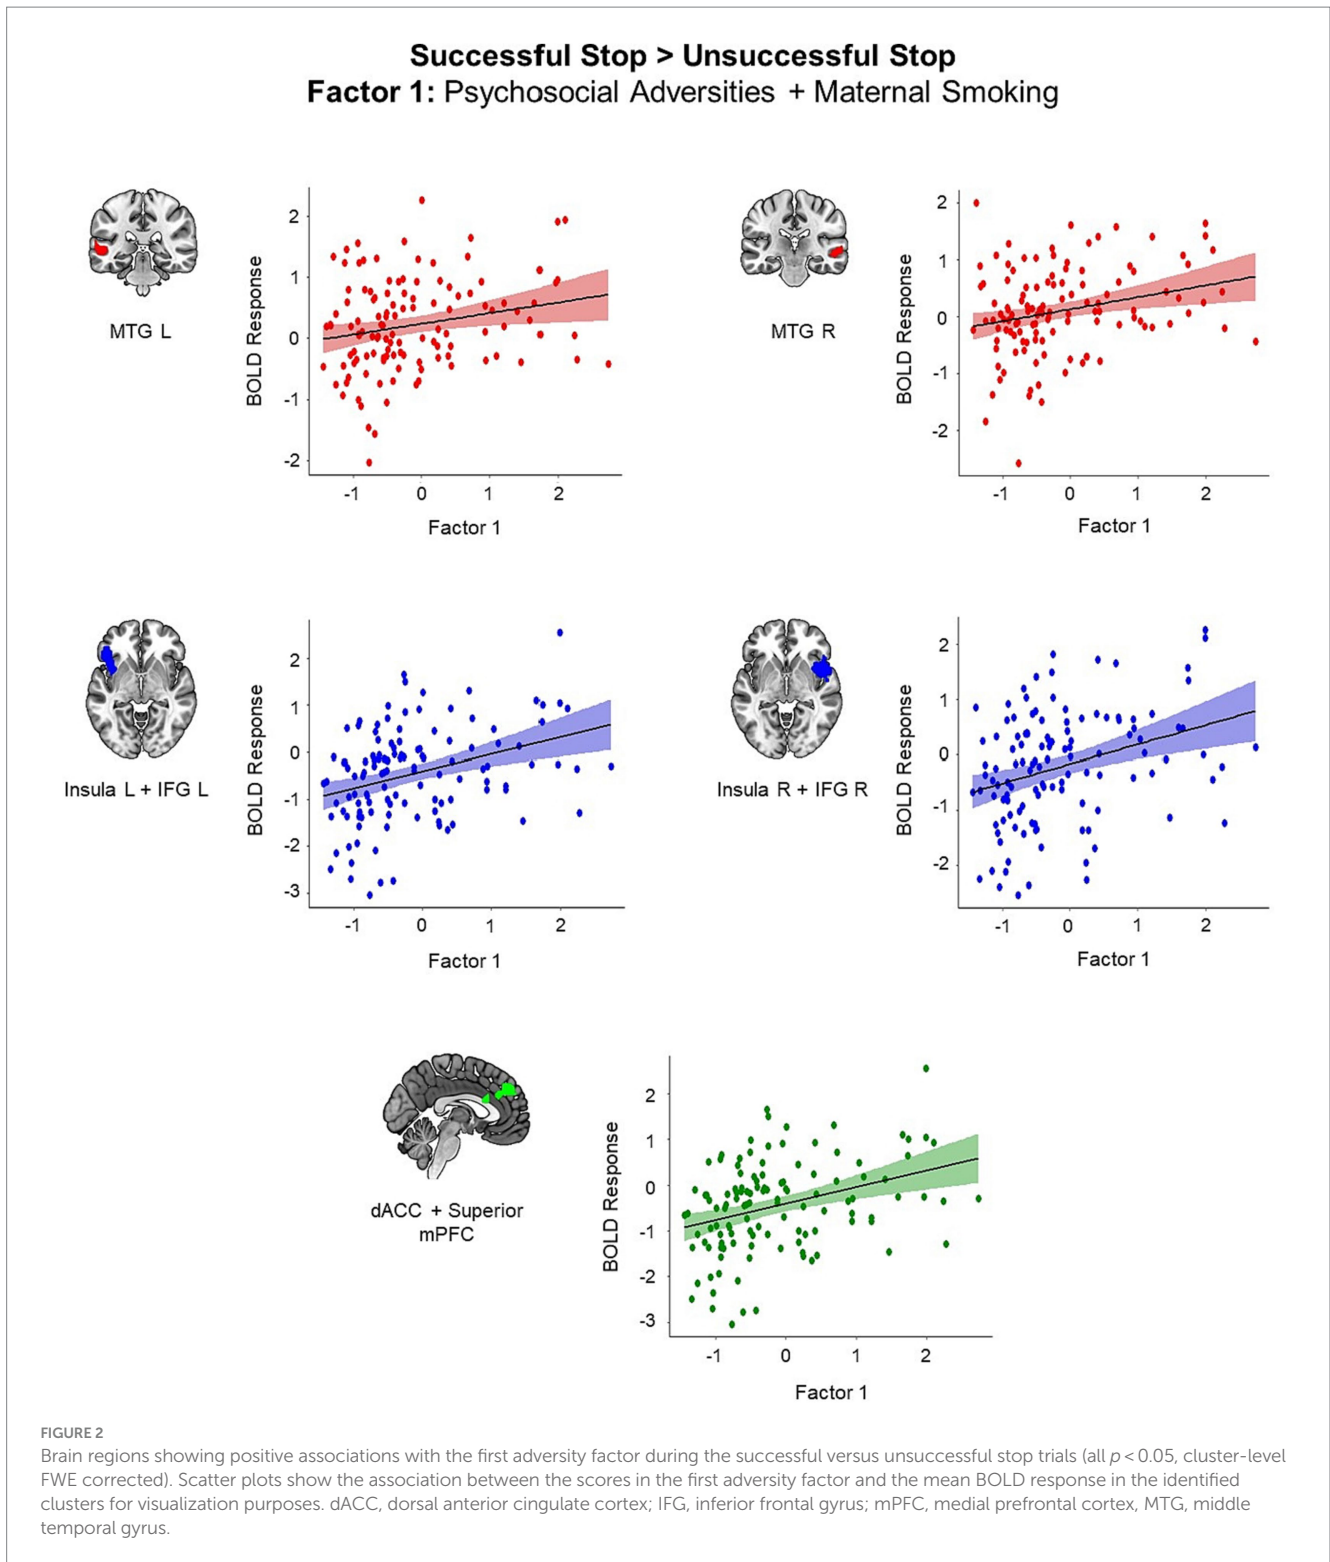 Successful Stop > Unsuccessful Stop
Factor 1: Psychosocial Adversities + Maternal Smoking
MTG L
BOLD Response
2
1
0
-1
-2
-1
0
1
2
Factor 1
MTG R
BOLD Response
2
1
0
-1
-2
-1
0
1
2
Factor 1
Insula L + IFG L
BOLD Response
2
1
0
-1
-2
-3
-1
0
1
2
Factor 1
Insula R + IFG R
BOLD Response
2
1
0
-1
-2
-1
0
1
2
Factor 1
dACC + Superior
mPFC
BOLD Response
2
1
0
-1
-2
-3
-1
0
1
2
Factor 1
FIGURE 2
Brain regions showing positive associations with the first adversity factor during the successful versus unsuccessful stop trials (all p < 0.05, cluster-level
FWE corrected). Scatter plots show the association between the scores in the first adversity factor and the mean BOLD response in the identified
clusters for visualization purposes. dACC, dorsal anterior cingulate cortex; IFG, inferior frontal gyrus; mPFC, medial prefrontal cortex, MTG, middle
temporal gyrus.